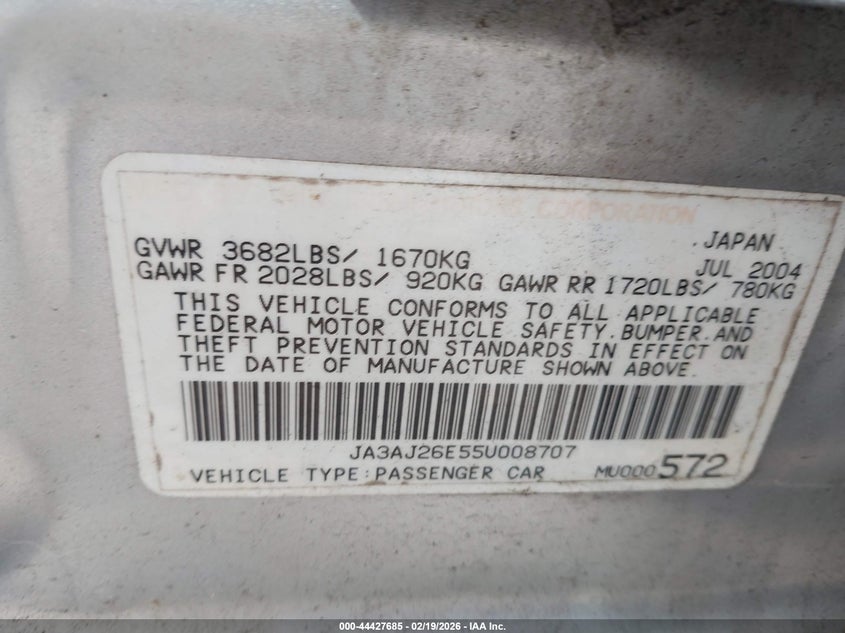 CORPORATION
.JAPAN
GVWR 3682LBS/ 1670KG
JUL 2004
GAWR FR 2028LBS/ 920KG GAWR RR 1720LBS/ 780KG
THIS VEHICLE CONFORMS TO ALL APPLICABLE
FEDERAL MOTOR VEHICLE SAFETY.BUMPER.AND
THEFT PREVENTION STANDARDS IN EFFECT ON
THE DATE OF MANUFACTURE SHOWN ABOVE.
JA3AJ26E55U008707
VEHICLE TYPE:PASSENGER CAR MU000572
000-44427685 - 02/19/2026 - IAA Inc.